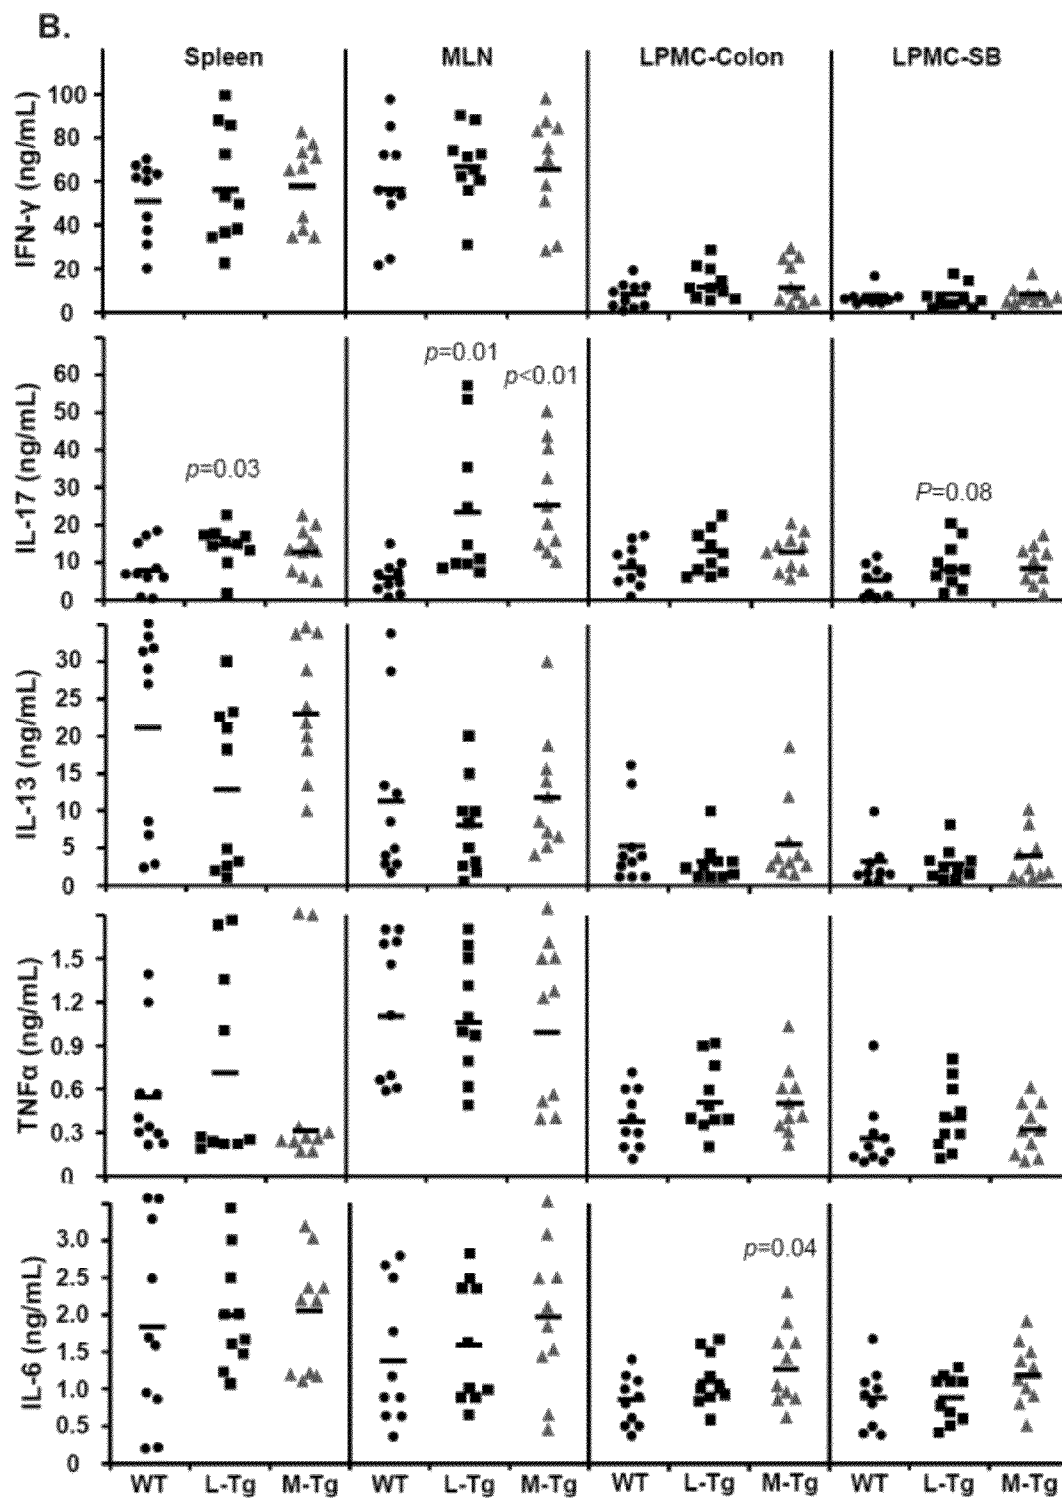 B.
Spleen MLN LPMC-Colon LPMC-SB
IFN-γ (ng/mL)
100
80
60
40
20
0
IL-17 (ng/mL)
60
50
40
30
20
10
0
p=0.03
p=0.01
p<0.01
P=0.08
IL-13 (ng/mL)
30
25
20
15
10
5
0
TNFα (ng/mL)
1.5
1.2
0.9
0.6
0.3
0
IL-6 (ng/mL)
3.0
2.5
2.0
1.5
1.0
0.5
0
p=0.04
WT L-Tg M-Tg WT L-Tg M-Tg WT L-Tg M-Tg WT L-Tg M-Tg